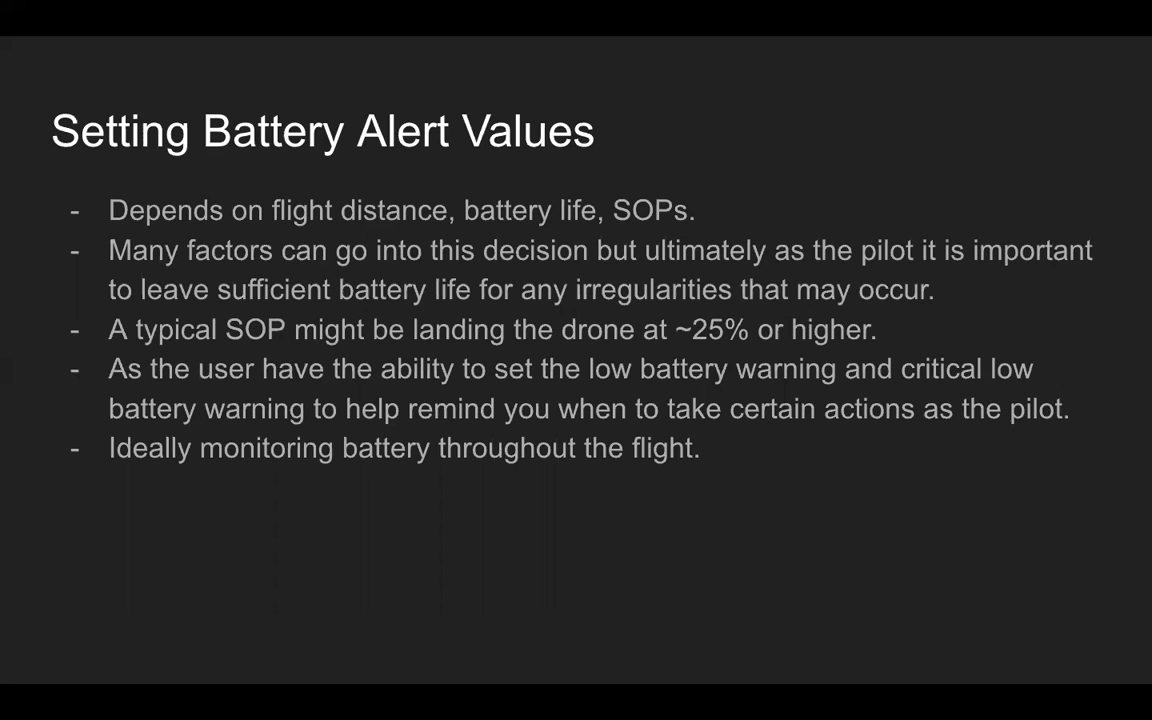 Setting Battery Alert Values
- Depends on flight distance, battery life, SOPs.
- Many factors can go into this decision but ultimately as the pilot it is important
to leave sufficient battery life for any irregularities that may occur.
- A typical SOP might be landing the drone at ~25% or higher.
- As the user have the ability to set the low battery warning and critical low
battery warning to help remind you when to take certain actions as the pilot.
- Ideally monitoring battery throughout the flight.